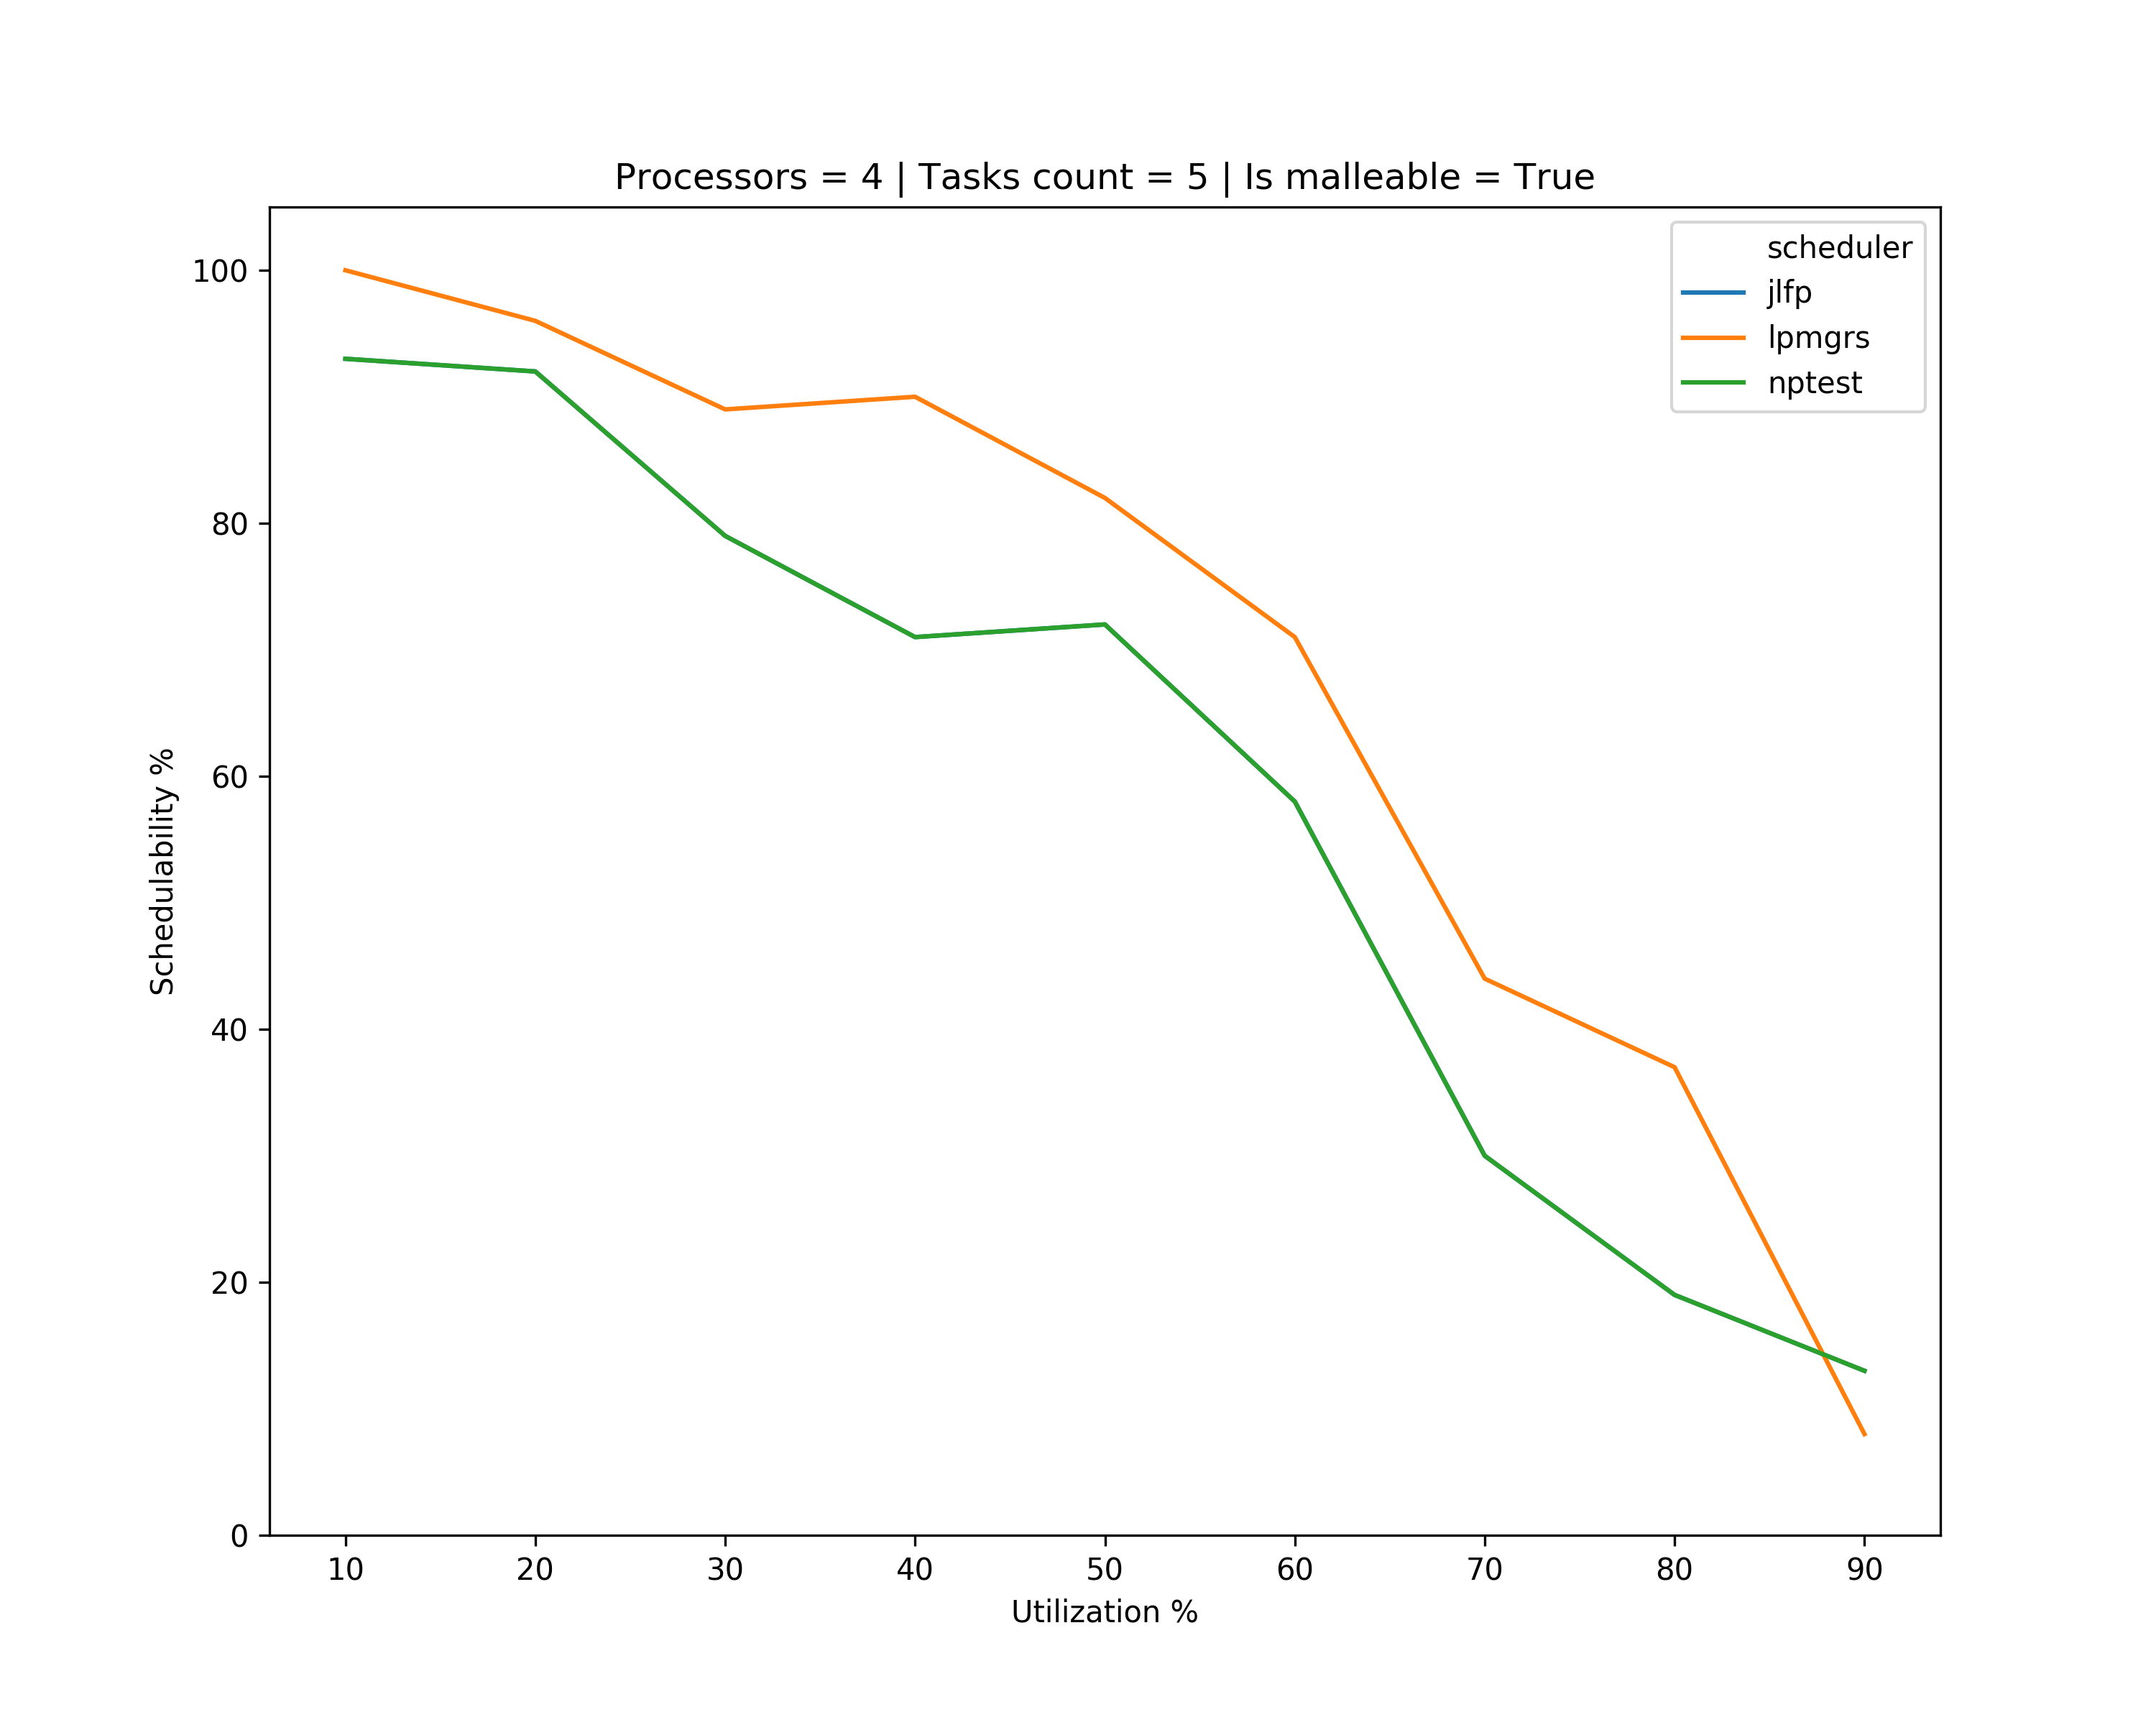 Processors = 4 | Tasks count = 5 | Is malleable = True
scheduler
jlfp
lpmgrs
nptest
Schedulability %
100
80
60
40
20
0
10 20 30 40 50 60 70 80 90
Utilization %